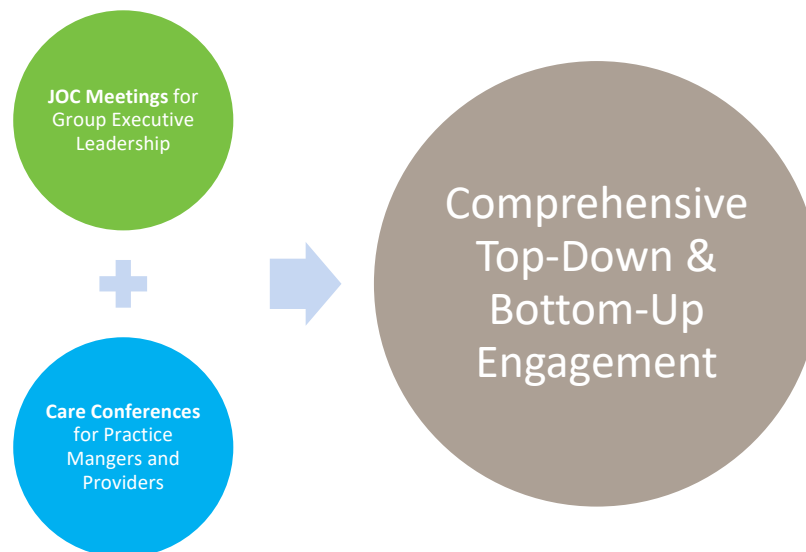 JOC Meetings for
Group Executive
Leadership
Care Conferences
for Practice
Mangers and
Providers
Comprehensive
Top-Down &
Bottom-Up
Engagement